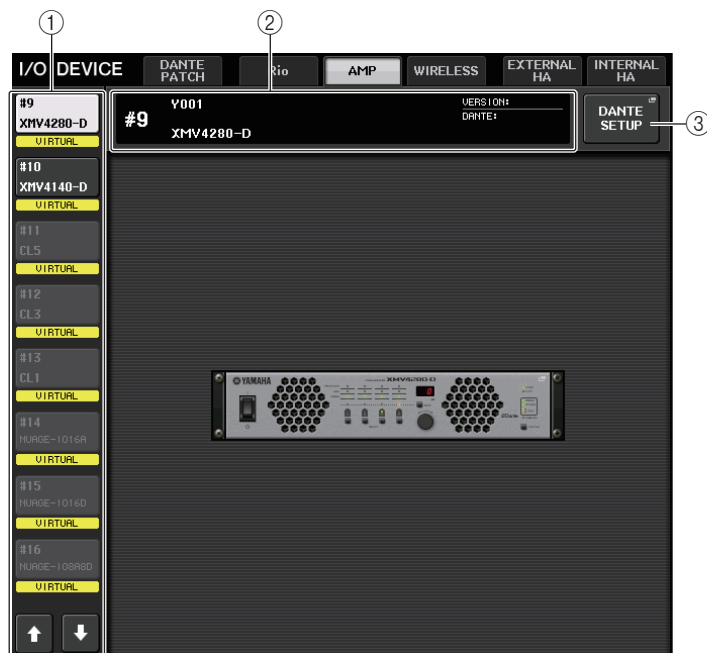 1
2
3
I/O DEVICE
DANTE PATCH
Rio
AMP
WIRELESS
EXTERNAL HA
INTERNAL HA
#9
XMV4280-D
VIRTUAL
#10
XMV4140-D
VIRTUAL
#11
CL5
VIRTUAL
#12
CL3
VIRTUAL
#13
CL1
VIRTUAL
#14
NUAGE-1016A
VIRTUAL
#15
NUAGE-1016D
VIRTUAL
#16
NUAGE-108A8D
VIRTUAL
#9
Y001
XMV4280-D
VERSION:
DANTE:
DANTE SETUP
YAMAHA
XMV4280-D